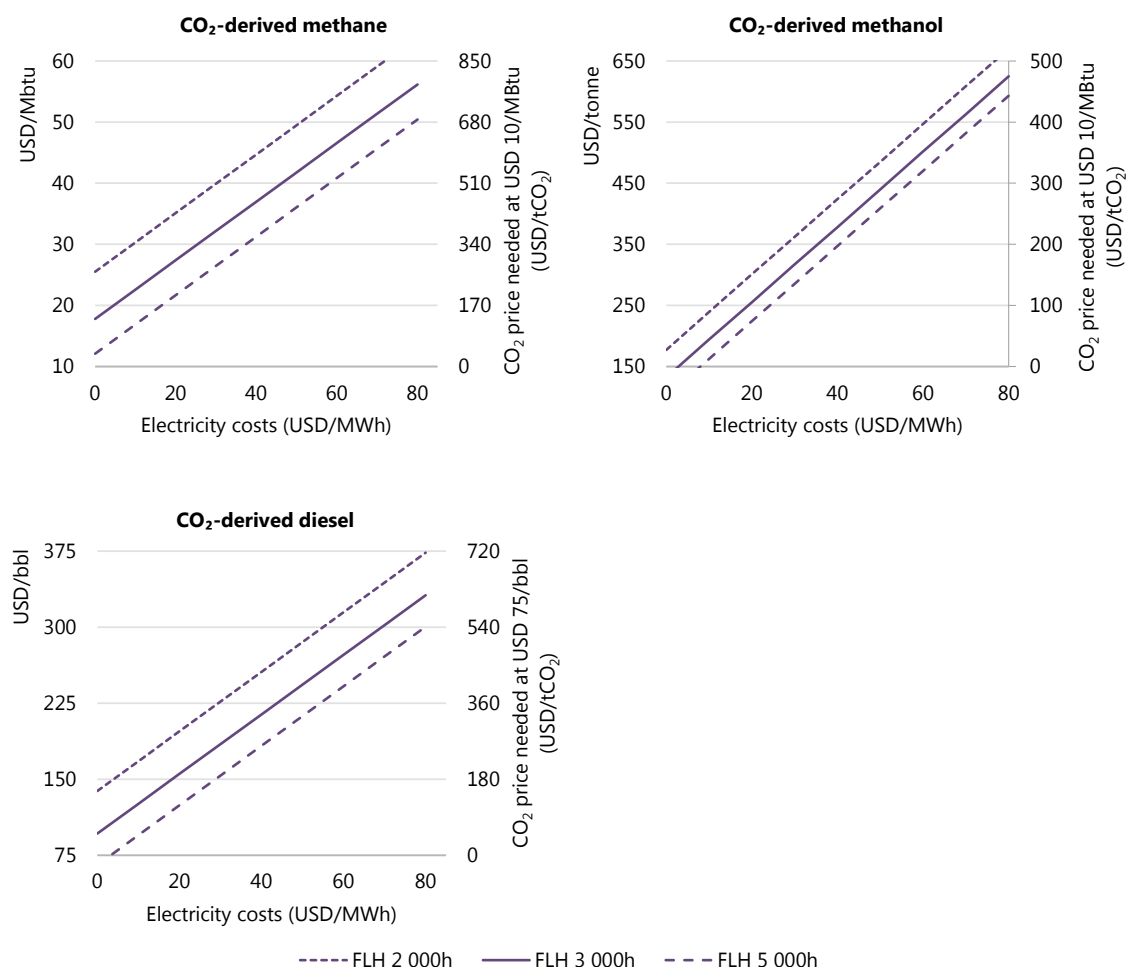 CO₂-derived methane
USD/Mbtu
60
50
40
30
20
10
850
680
510
340
170
0
CO₂ price needed at USD 10/MBtu
(USD/tCO₂)
0 20 40 60 80
Electricity costs (USD/MWh)
CO₂-derived methanol
USD/tonne
650
550
450
350
250
150
500
400
300
200
100
0
CO₂ price needed at USD 10/MBtu
(USD/tCO₂)
0 20 40 60 80
Electricity costs (USD/MWh)
CO₂-derived diesel
USD/bbl
375
300
225
150
75
720
540
360
180
0
CO₂ price needed at USD 75/bbl
(USD/tCO₂)
0 20 40 60 80
Electricity costs (USD/MWh)
FLH 2 000h FLH 3 000h FLH 5 000h